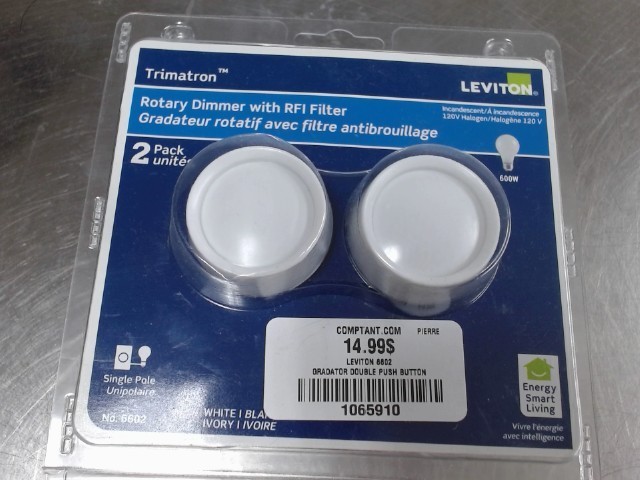 Trimatron™
LEVITON®
Rotary Dimmer with RFI Filter
Gradateur rotatif avec filtre antibrouillage
Incandescent/À incandescence
120V Halogen/Halogène 120 V
2 Pack
unités
600W
COMPTANT.COM PIERRE
14.99$
LEVITON 6602
GRADATOR DOUBLE PUSH BUTTON
1065910
Single Pole
Unipolaire
No. 6602
WHITE | BLAN
IVORY | IVOIRE
Energy
Smart
Living
Vivre l'énergie
avec intelligence